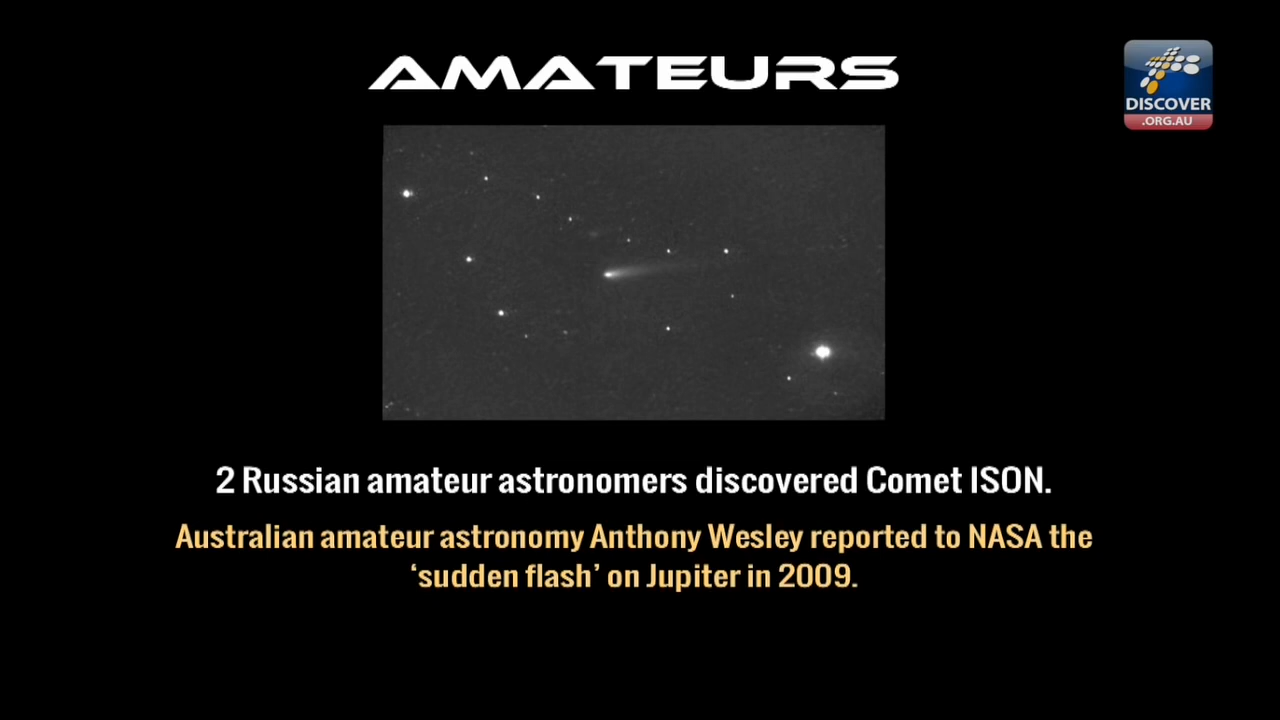 AMATEURS
DISCOVER
.ORG.AU
2 Russian amateur astronomers discovered Comet ISON.
Australian amateur astronomy Anthony Wesley reported to NASA the
‘sudden flash’ on Jupiter in 2009.